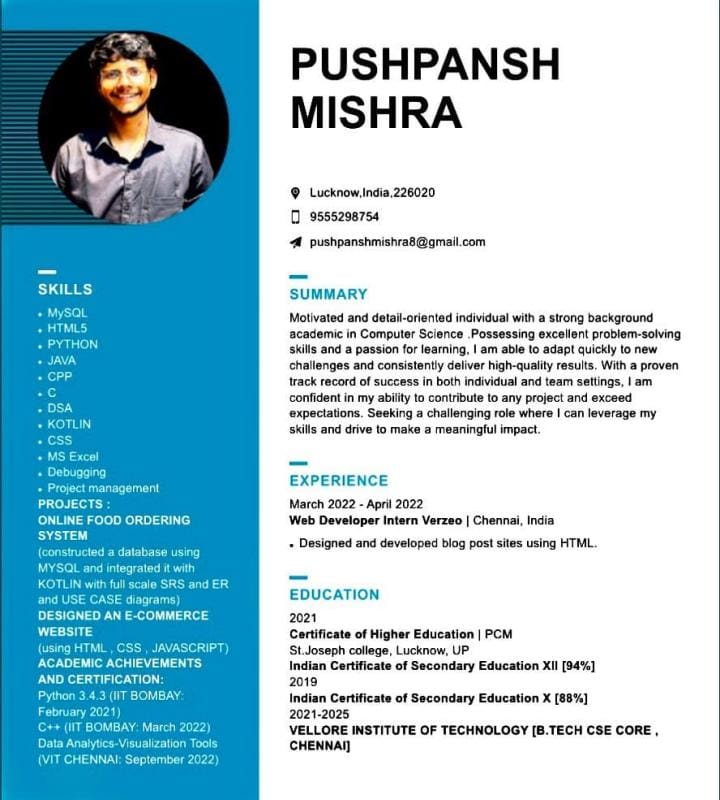 PUSHPANSH
MISHRA
Lucknow,India,226020
9555298754
pushpanshmishra8@gmail.com
SKILLS
• MySQL
• HTML5
• PYTHON
• JAVA
• CPP
• C
• DSA
• KOTLIN
• CSS
• MS Excel
• Debugging
• Project management
PROJECTS :
ONLINE FOOD ORDERING
SYSTEM
(constructed a database using
MYSQL and integrated it with
KOTLIN with full scale SRS and ER
and USE CASE diagrams)
DESIGNED AN E-COMMERCE
WEBSITE
(using HTML , CSS , JAVASCRIPT)
ACADEMIC ACHIEVEMENTS
AND CERTIFICATION:
Python 3.4.3 (IIT BOMBAY:
February 2021)
C++ (IIT BOMBAY: March 2022)
Data Analytics-Visualization Tools
(VIT CHENNAI: September 2022)
SUMMARY
Motivated and detail-oriented individual with a strong background
academic in Computer Science .Possessing excellent problem-solving
skills and a passion for learning, I am able to adapt quickly to new
challenges and consistently deliver high-quality results. With a proven
track record of success in both individual and team settings, I am
confident in my ability to contribute to any project and exceed
expectations. Seeking a challenging role where I can leverage my
skills and drive to make a meaningful impact.
EXPERIENCE
March 2022 - April 2022
Web Developer Intern Verzeo | Chennai, India
• Designed and developed blog post sites using HTML.
EDUCATION
2021
Certificate of Higher Education | PCM
St.Joseph college, Lucknow, UP
Indian Certificate of Secondary Education XII [94%]
2019
Indian Certificate of Secondary Education X [88%]
2021-2025
VELLORE INSTITUTE OF TECHNOLOGY [B.TECH CSE CORE ,
CHENNAI]